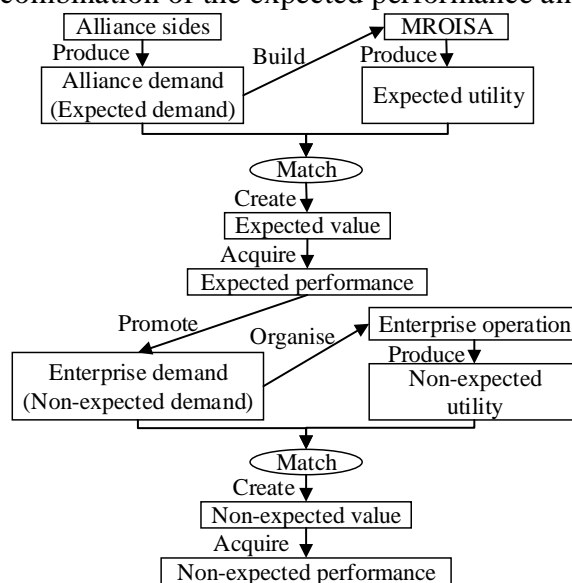 combination of the expected performance an
Alliance sides
MROISA
Produce
Build
Produce
Alliance demand
(Expected demand)
Expected utility
Match
Create
Expected value
Acquire
Expected performance
Promote
Organise
Enterprise operation
Produce
Enterprise demand
(Non-expected demand)
Non-expected
utility
Match
Create
Non-expected value
Acquire
Non-expected performance